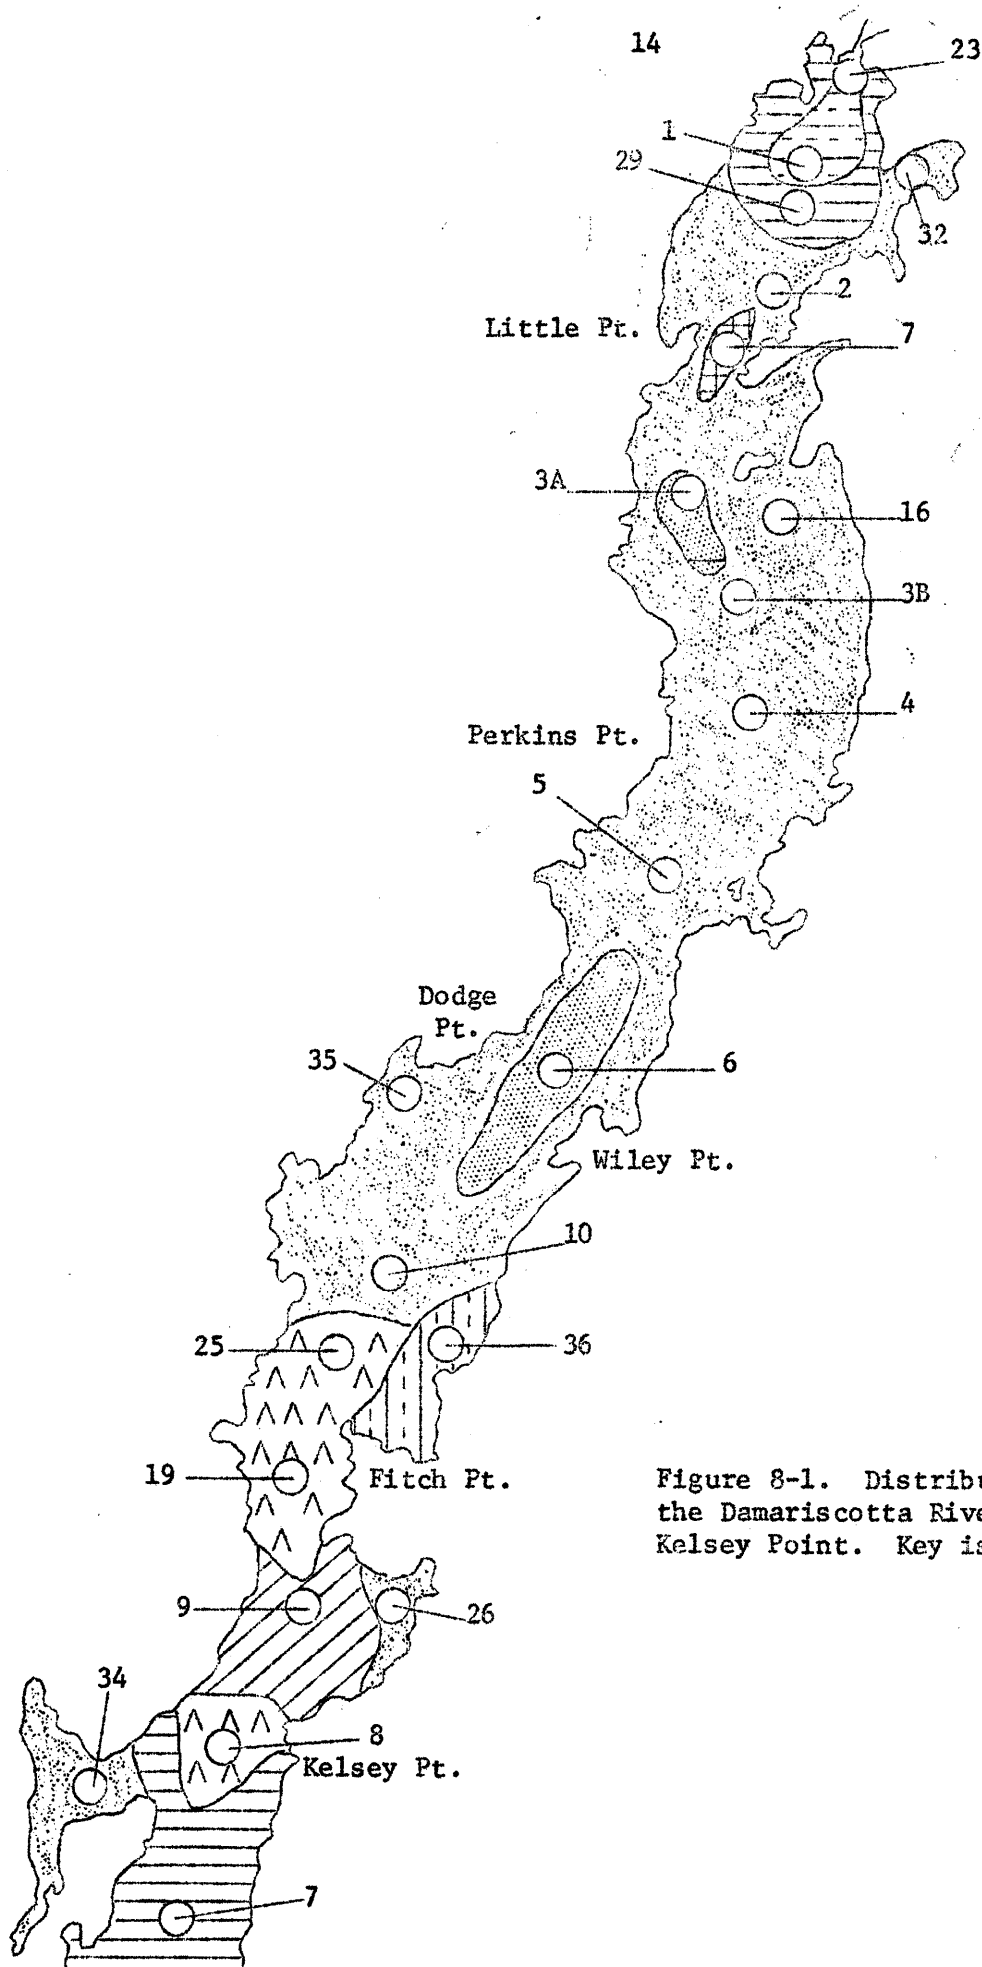 14
23
1
29
32
2
Little Pt.
7
3A
16
3B
4
Perkins Pt.
5
Dodge
Pt.
35
6
Wiley Pt.
10
25
36
19
Fitch Pt.
Figure 8-1. Distribu
the Damariscotta Rive
Kelsey Point. Key is
9
26
34
8
Kelsey Pt.
7